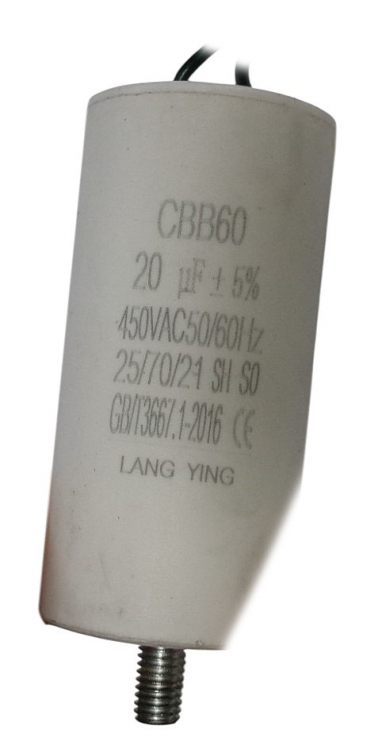 CBB60
20 µF ± 5%
450VAC50/60Hz
25/70/21 SH S0
GB/T3667.1-2016 CE
LANG YING